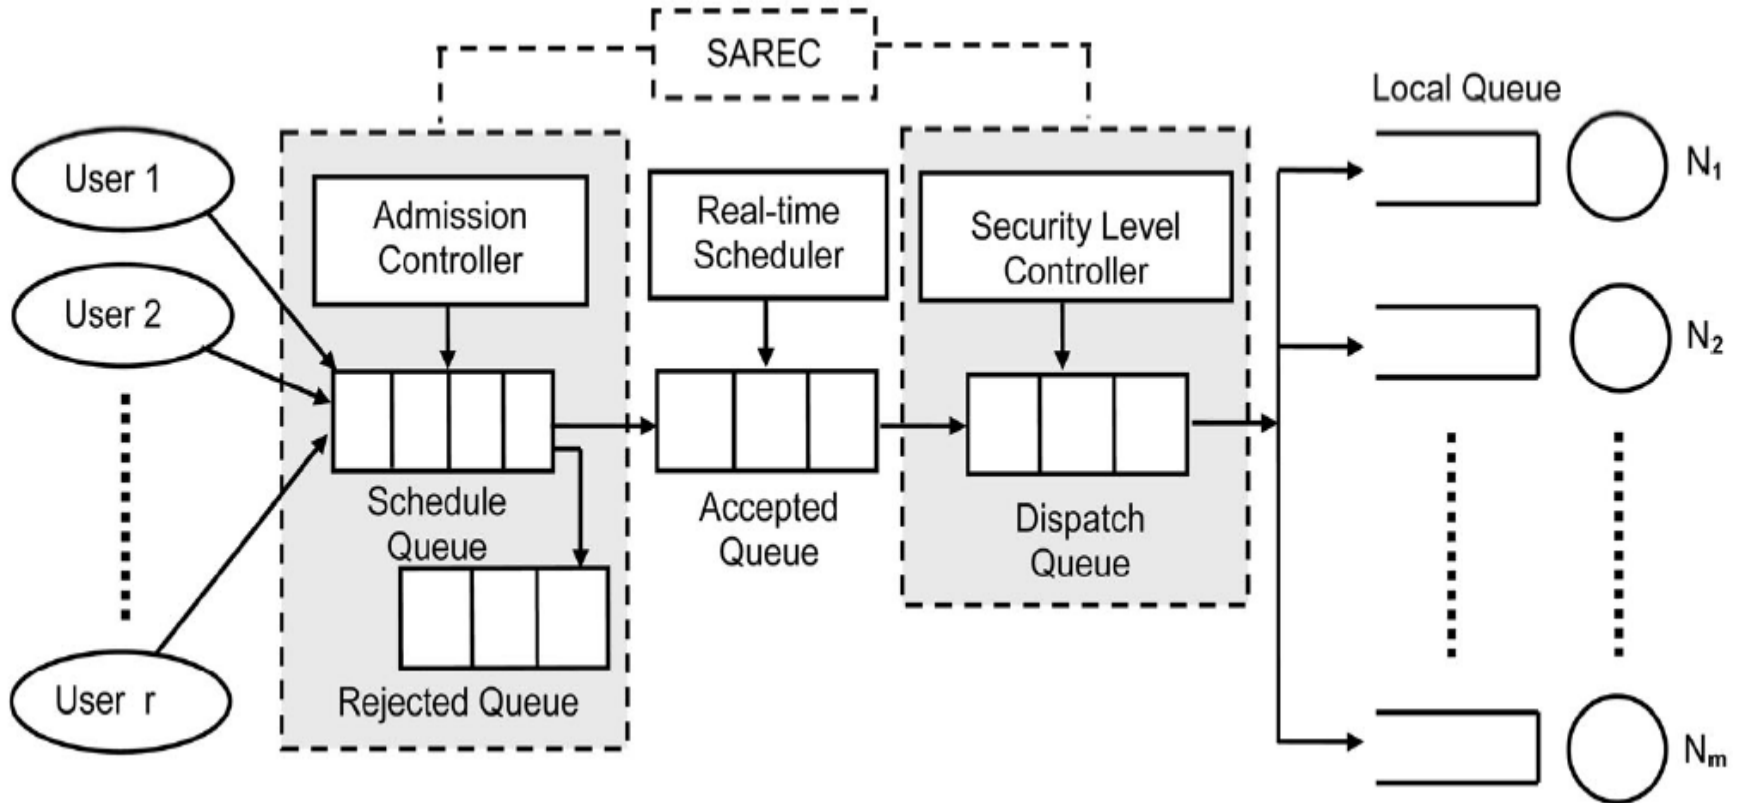 SAREC
Local Queue
User 1
User 2
User r
Admission
Controller
Schedule
Queue
Rejected Queue
Real-time
Scheduler
Accepted
Queue
Security Level
Controller
Dispatch
Queue
N1
N2
Nm